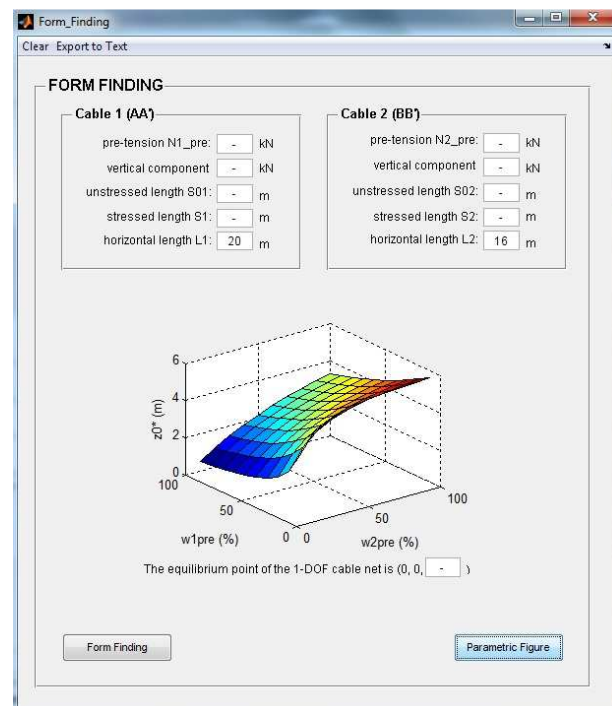 Form_Finding
Clear Export to Text
FORM FINDING
Cable 1 (AA')
pre-tension N1_pre: - kN
vertical component - kN
unstressed length S01: - m
stressed length S1: - m
horizontal length L1: 20 m
Cable 2 (BB')
pre-tension N2_pre: - kN
vertical component - kN
unstressed length S02: - m
stressed length S2: - m
horizontal length L2: 16 m
6
4
2
0
z0* (m)
100
50
0
w1pre (%)
0
50
100
w2pre (%)
The equilibrium point of the 1-DOF cable net is (0, 0, - )
Form Finding
Parametric Figure